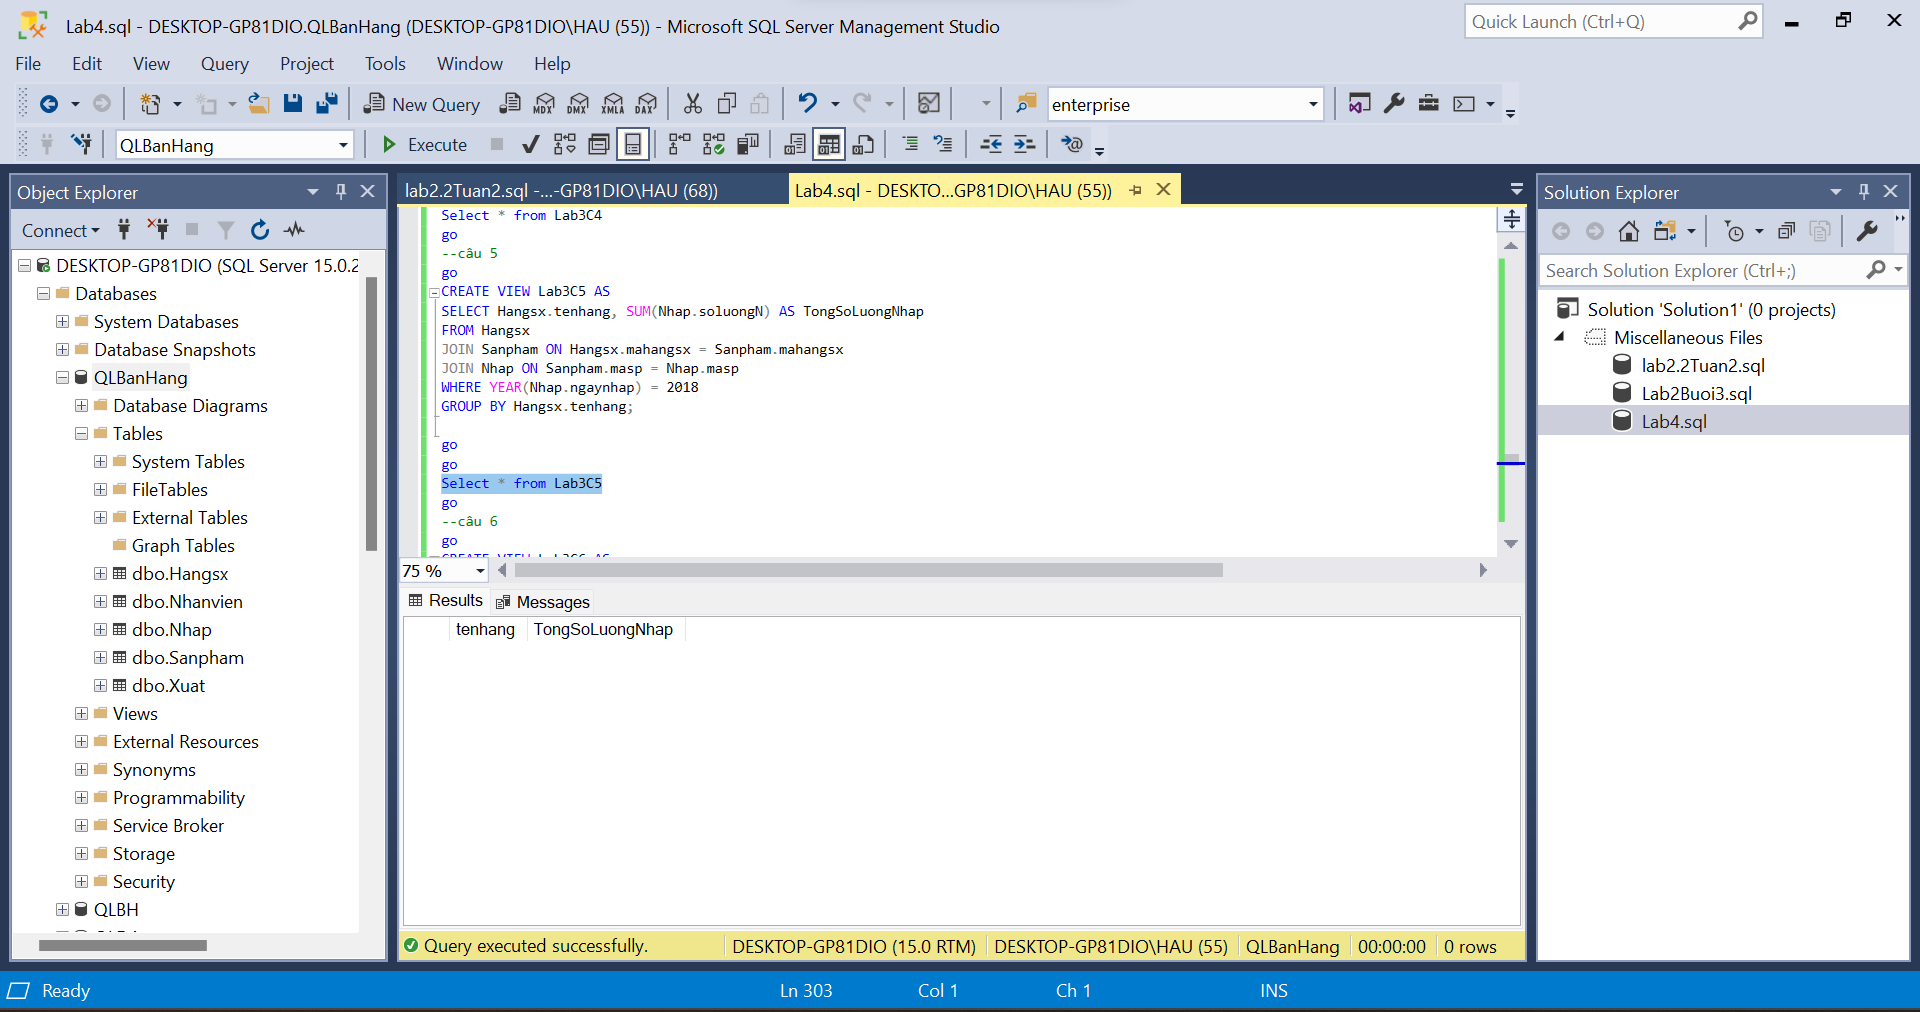 Lab4.sql - DESKTOP-GP81DIO.QLBanHang (DESKTOP-GP81DIO\HAU (55)) - Microsoft SQL Server Management Studio
Quick Launch (Ctrl+Q)
File Edit View Query Project Tools Window Help
New Query MDX DMX XMLA DAX enterprise
QLBanHang Execute
Object Explorer
Connect
DESKTOP-GP81DIO (SQL Server 15.0.2
Databases
System Databases
Database Snapshots
QLBanHang
Database Diagrams
Tables
System Tables
FileTables
External Tables
Graph Tables
dbo.Hangsx
dbo.Nhanvien
dbo.Nhap
dbo.Sanpham
dbo.Xuat
Views
External Resources
Synonyms
Programmability
Service Broker
Storage
Security
QLBH
lab2.2Tuan2.sql -...-GP81DIO\HAU (68))
Lab4.sql - DESKTO...GP81DIO\HAU (55))
Select * from Lab3C4
go
--câu 5
go
CREATE VIEW Lab3C5 AS
SELECT Hangsx.tenhang, SUM(Nhap.soluongN) AS TongSoLuongNhap
FROM Hangsx
JOIN Sanpham ON Hangsx.mahangsx = Sanpham.mahangsx
JOIN Nhap ON Sanpham.masp = Nhap.masp
WHERE YEAR(Nhap.ngaynhap) = 2018
GROUP BY Hangsx.tenhang;
go
go
Select * from Lab3C5
go
--câu 6
go
CREATE VIEW Lab3C6 AS
75 %
Results Messages
tenhang TongSoLuongNhap
Query executed successfully. DESKTOP-GP81DIO (15.0 RTM) DESKTOP-GP81DIO\HAU (55) QLBanHang 00:00:00 0 rows
Solution Explorer
Search Solution Explorer (Ctrl+;)
Solution 'Solution1' (0 projects)
Miscellaneous Files
lab2.2Tuan2.sql
Lab2Buoi3.sql
Lab4.sql
Ready Ln 303 Col 1 Ch 1 INS